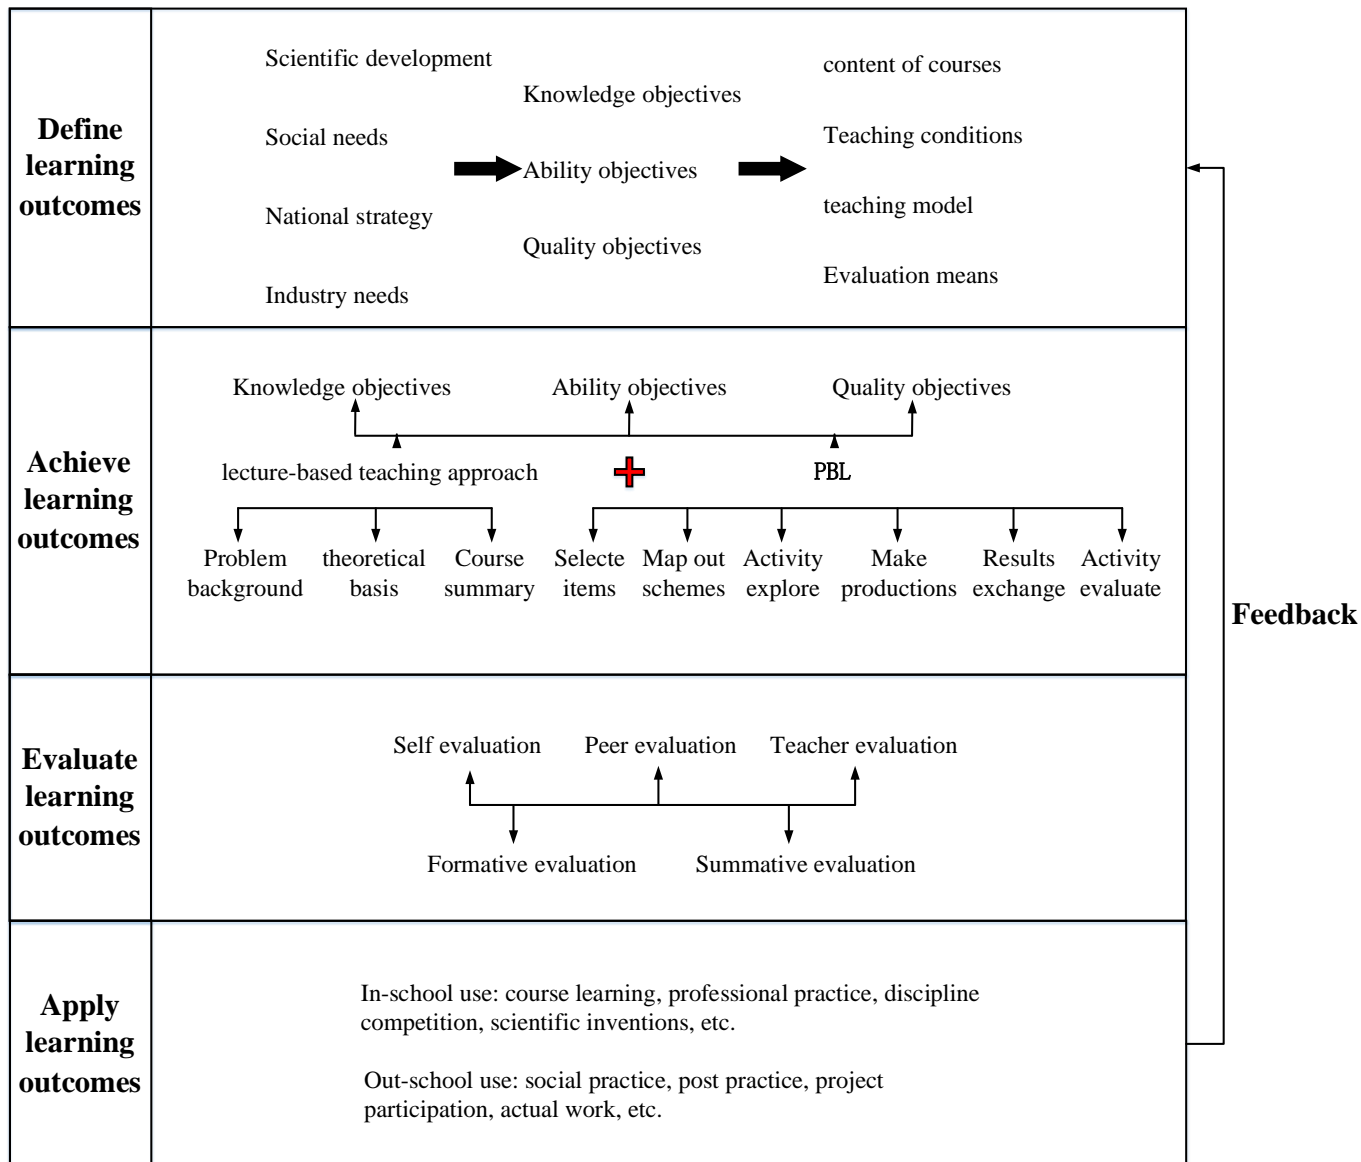 Define
learning
outcomes
Scientific development
Social needs
National strategy
Industry needs
Knowledge objectives
Ability objectives
Quality objectives
content of courses
Teaching conditions
teaching model
Evaluation means
Achieve
learning
outcomes
Knowledge objectives
Ability objectives
Quality objectives
lecture-based teaching approach
PBL
Problem
background
theoretical
basis
Course
summary
Selecte
items
Map out
schemes
Activity
explore
Make
productions
Results
exchange
Activity
evaluate
Feedback
Evaluate
learning
outcomes
Self evaluation
Peer evaluation
Teacher evaluation
Formative evaluation
Summative evaluation
Apply
learning
outcomes
In-school use: course learning, professional practice, discipline
competition, scientific inventions, etc.
Out-school use: social practice, post practice, project
participation, actual work, etc.